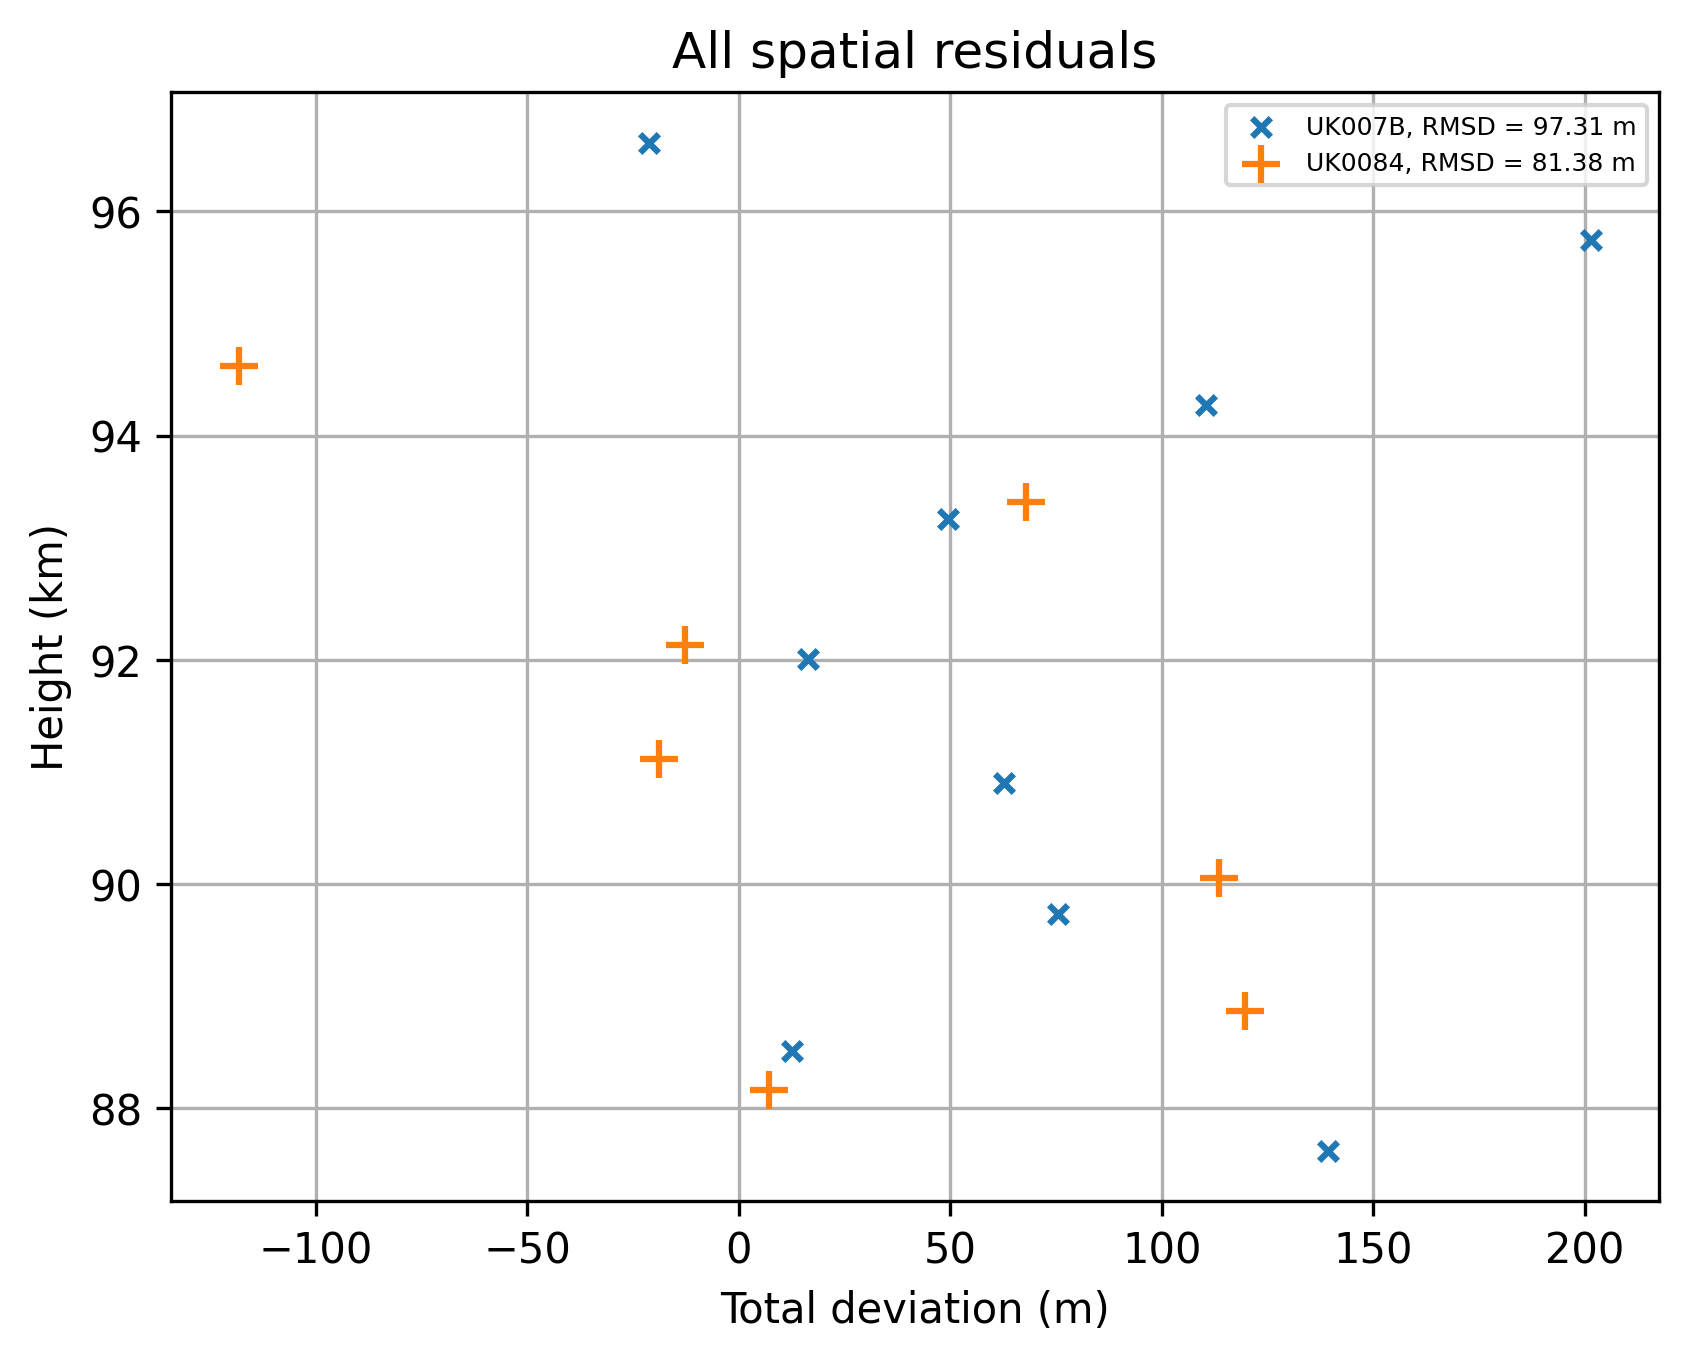 All spatial residuals
UK007B, RMSD = 97.31 m
UK0084, RMSD = 81.38 m
Height (km)
96
94
92
90
88
−100 −50 0 50 100 150 200
Total deviation (m)